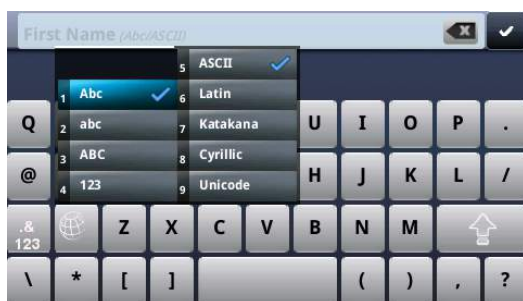 First Name (Abc/ASCII)
5 ASCII
1 Abc
6 Latin
2 abc
7 Katakana
3 ABC
8 Cyrillic
4 123
9 Unicode
Q U I O P .
@ H J K L /
.&
123
Z X C V B N M
\ * [ ] ( ) , ?